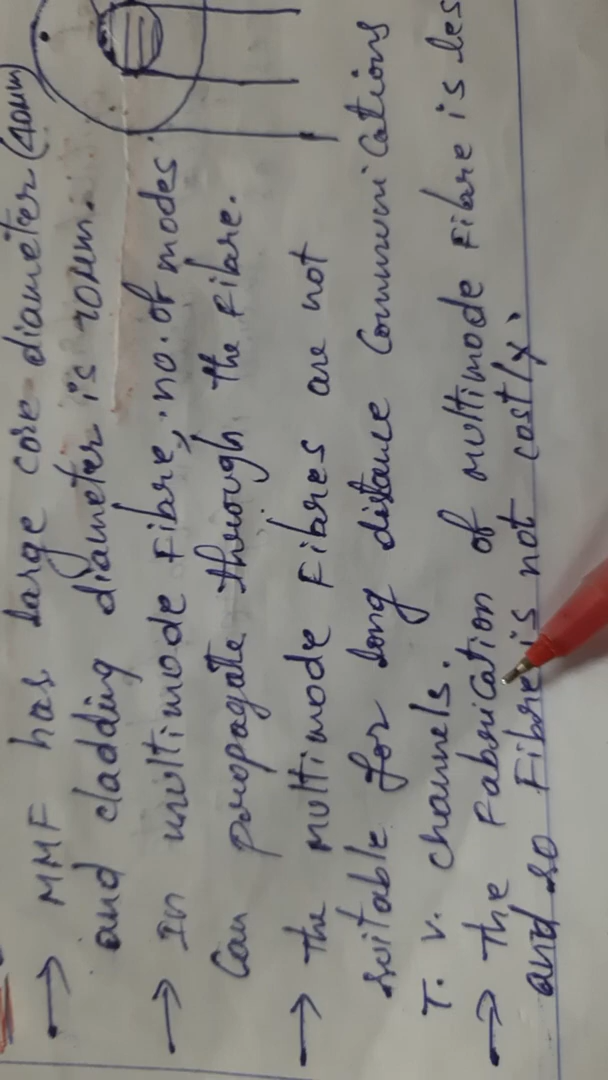 → MMF has large core diameter (40μm)
and cladding diameter is 70μm.
→ In multimode Fibre, no. of modes
Can propagate through the Fibre.
→ The Multimode Fibres are not
suitable for long distance Communications
T. V. channels.
→ The Fabrication of Multimode Fibre is les
and so Fibre is not costly.